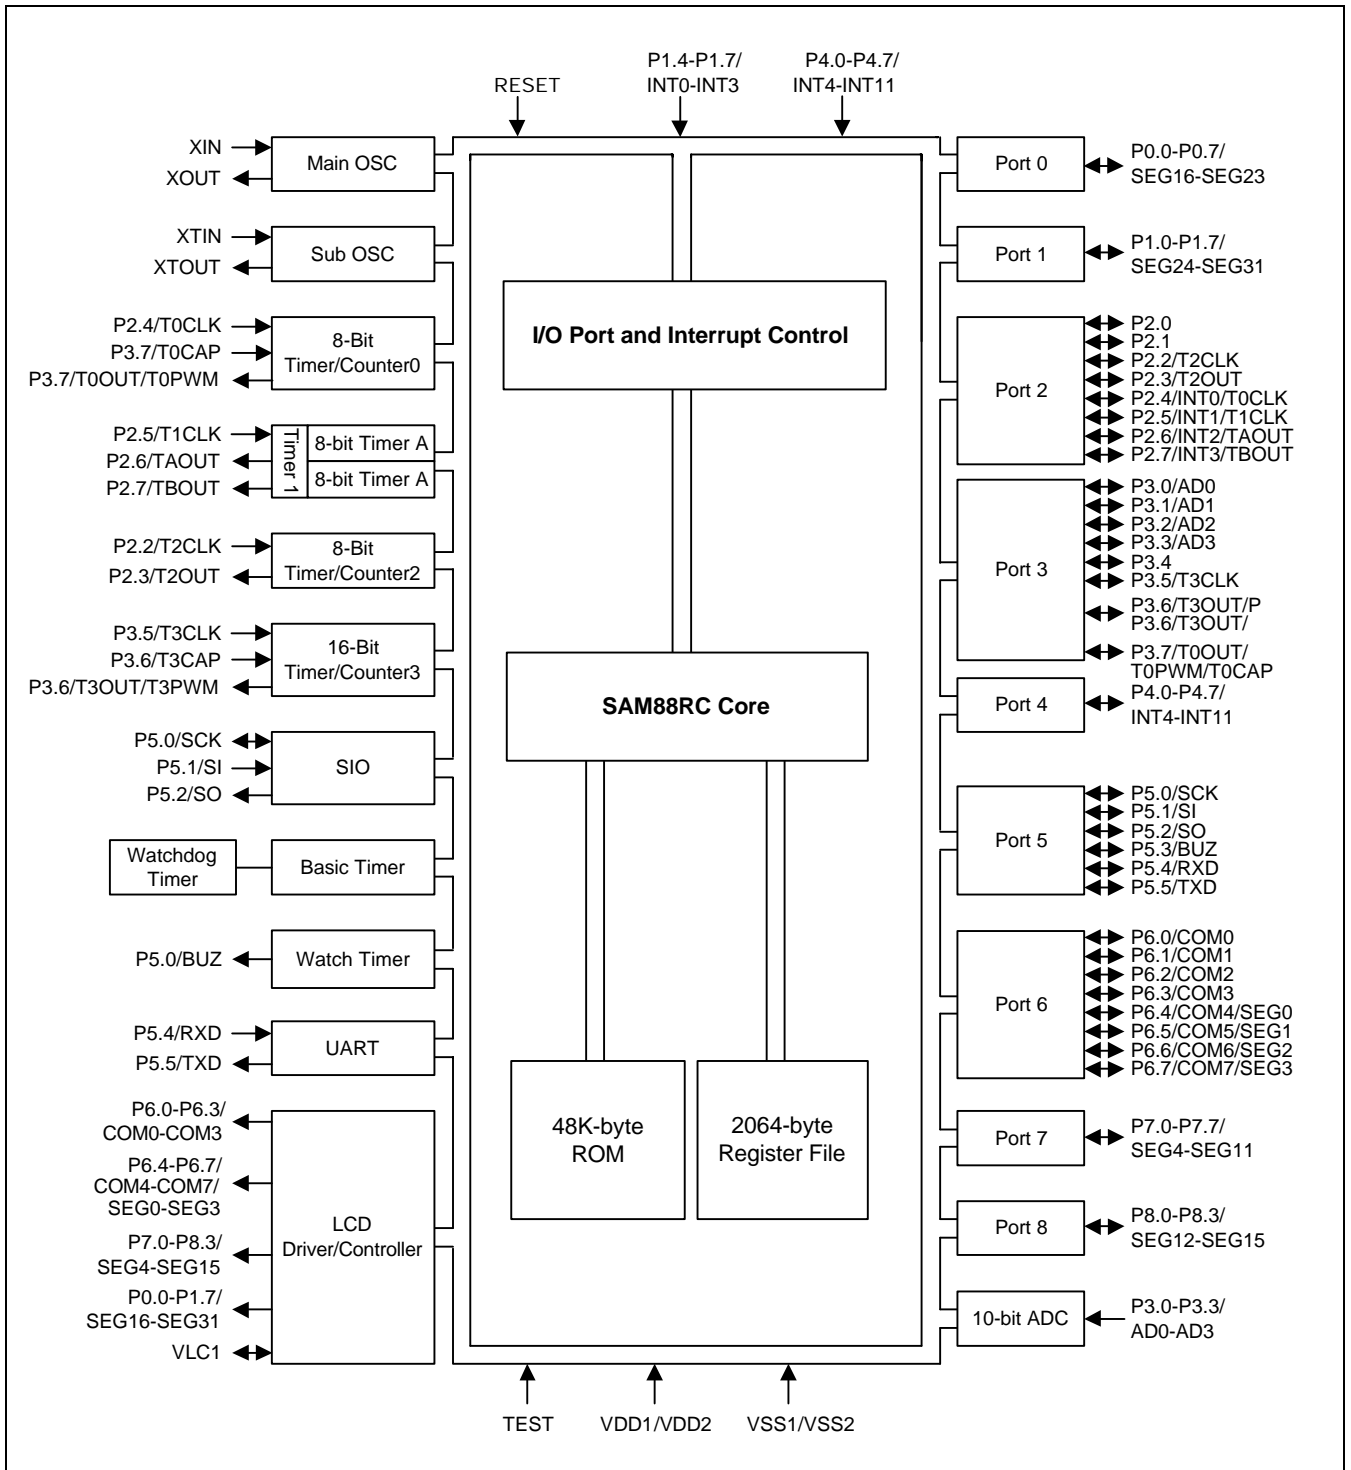 RESET
P1.4-P1.7/
INT0-INT3
P4.0-P4.7/
INT4-INT11
XIN
XOUT
Main OSC
XTIN
XTOUT
Sub OSC
P2.4/T0CLK
P3.7/T0CAP
P3.7/T0OUT/T0PWM
8-Bit
Timer/Counter0
P2.5/T1CLK
P2.6/TAOUT
P2.7/TBOUT
Timer 1
8-bit Timer A
8-bit Timer A
P2.2/T2CLK
P2.3/T2OUT
8-Bit
Timer/Counter2
P3.5/T3CLK
P3.6/T3CAP
P3.6/T3OUT/T3PWM
16-Bit
Timer/Counter3
P5.0/SCK
P5.1/SI
P5.2/SO
SIO
Watchdog
Timer
Basic Timer
P5.0/BUZ
Watch Timer
P5.4/RXD
P5.5/TXD
UART
P6.0-P6.3/
COM0-COM3
P6.4-P6.7/
COM4-COM7/
SEG0-SEG3
P7.0-P8.3/
SEG4-SEG15
P0.0-P1.7/
SEG16-SEG31
VLC1
LCD
Driver/Controller
I/O Port and Interrupt Control
SAM88RC Core
48K-byte
ROM
2064-byte
Register File
Port 0
P0.0-P0.7/
SEG16-SEG23
Port 1
P1.0-P1.7/
SEG24-SEG31
Port 2
P2.0
P2.1
P2.2/T2CLK
P2.3/T2OUT
P2.4/INT0/T0CLK
P2.5/INT1/T1CLK
P2.6/INT2/TAOUT
P2.7/INT3/TBOUT
Port 3
P3.0/AD0
P3.1/AD1
P3.2/AD2
P3.3/AD3
P3.4
P3.5/T3CLK
P3.6/T3OUT/P
P3.6/T3OUT/
P3.7/T0OUT/
T0PWM/T0CAP
Port 4
P4.0-P4.7/
INT4-INT11
Port 5
P5.0/SCK
P5.1/SI
P5.2/SO
P5.3/BUZ
P5.4/RXD
P5.5/TXD
Port 6
P6.0/COM0
P6.1/COM1
P6.2/COM2
P6.3/COM3
P6.4/COM4/SEG0
P6.5/COM5/SEG1
P6.6/COM6/SEG2
P6.7/COM7/SEG3
Port 7
P7.0-P7.7/
SEG4-SEG11
Port 8
P8.0-P8.3/
SEG12-SEG15
10-bit ADC
P3.0-P3.3/
AD0-AD3
TEST
VDD1/VDD2
VSS1/VSS2